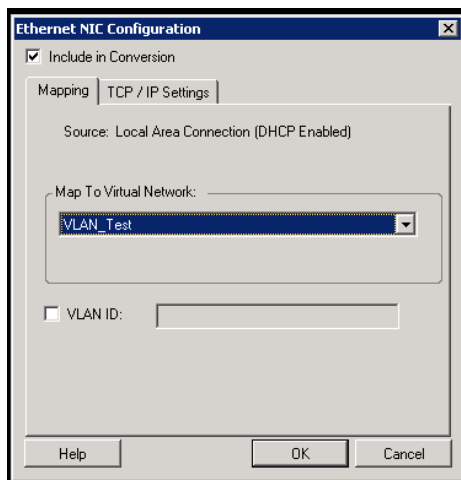 Ethernet NIC Configuration
Include in Conversion
Mapping
TCP / IP Settings
Source: Local Area Connection (DHCP Enabled)
Map To Virtual Network:
VLAN_Test
VLAN ID:
Help
OK
Cancel